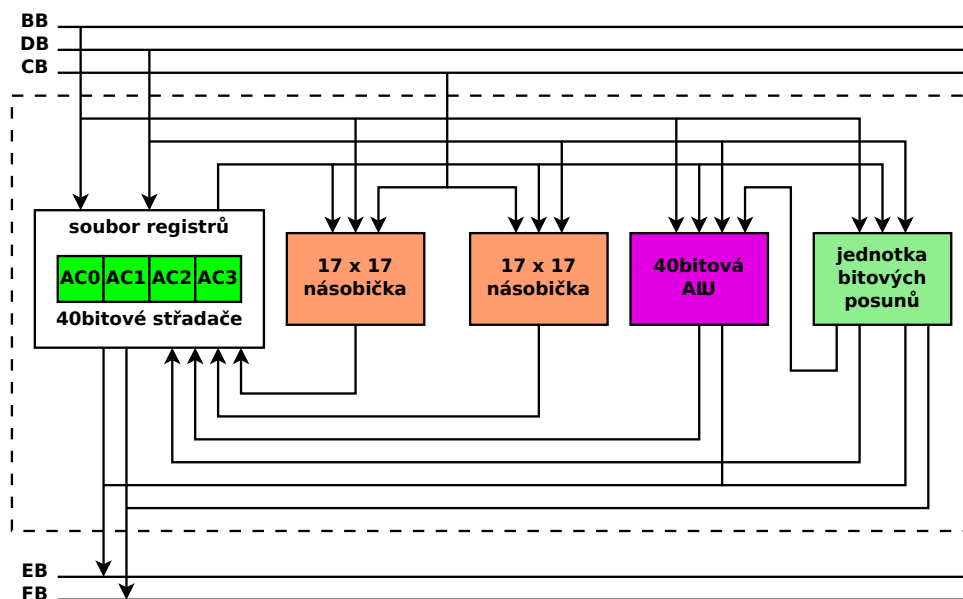 BB
DB
CB
soubor registrů
AC0 AC1 AC2 AC3
40bitové střadače
17 x 17
násobička
17 x 17
násobička
40bitová
ALU
jednotka
bitových
posunů
EB
FB